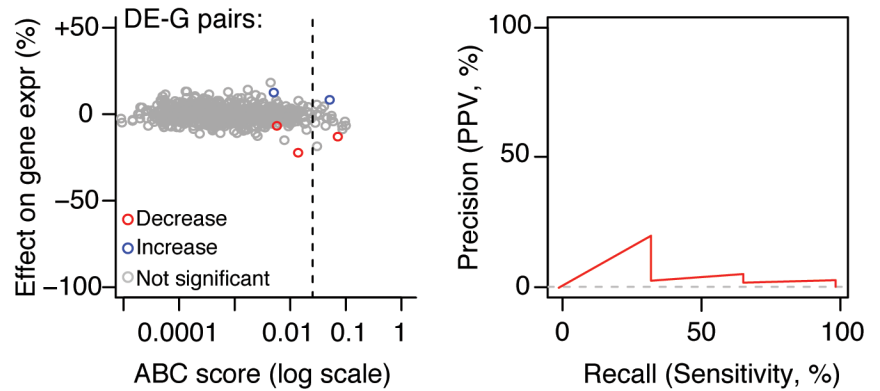 DE-G pairs:
Effect on gene expr (%)
+50
0
−50
−100
Decrease
Increase
Not significant
0.0001
0.01
0.1
1
ABC score (log scale)
Precision (PPV, %)
100
50
0
0
50
100
Recall (Sensitivity, %)